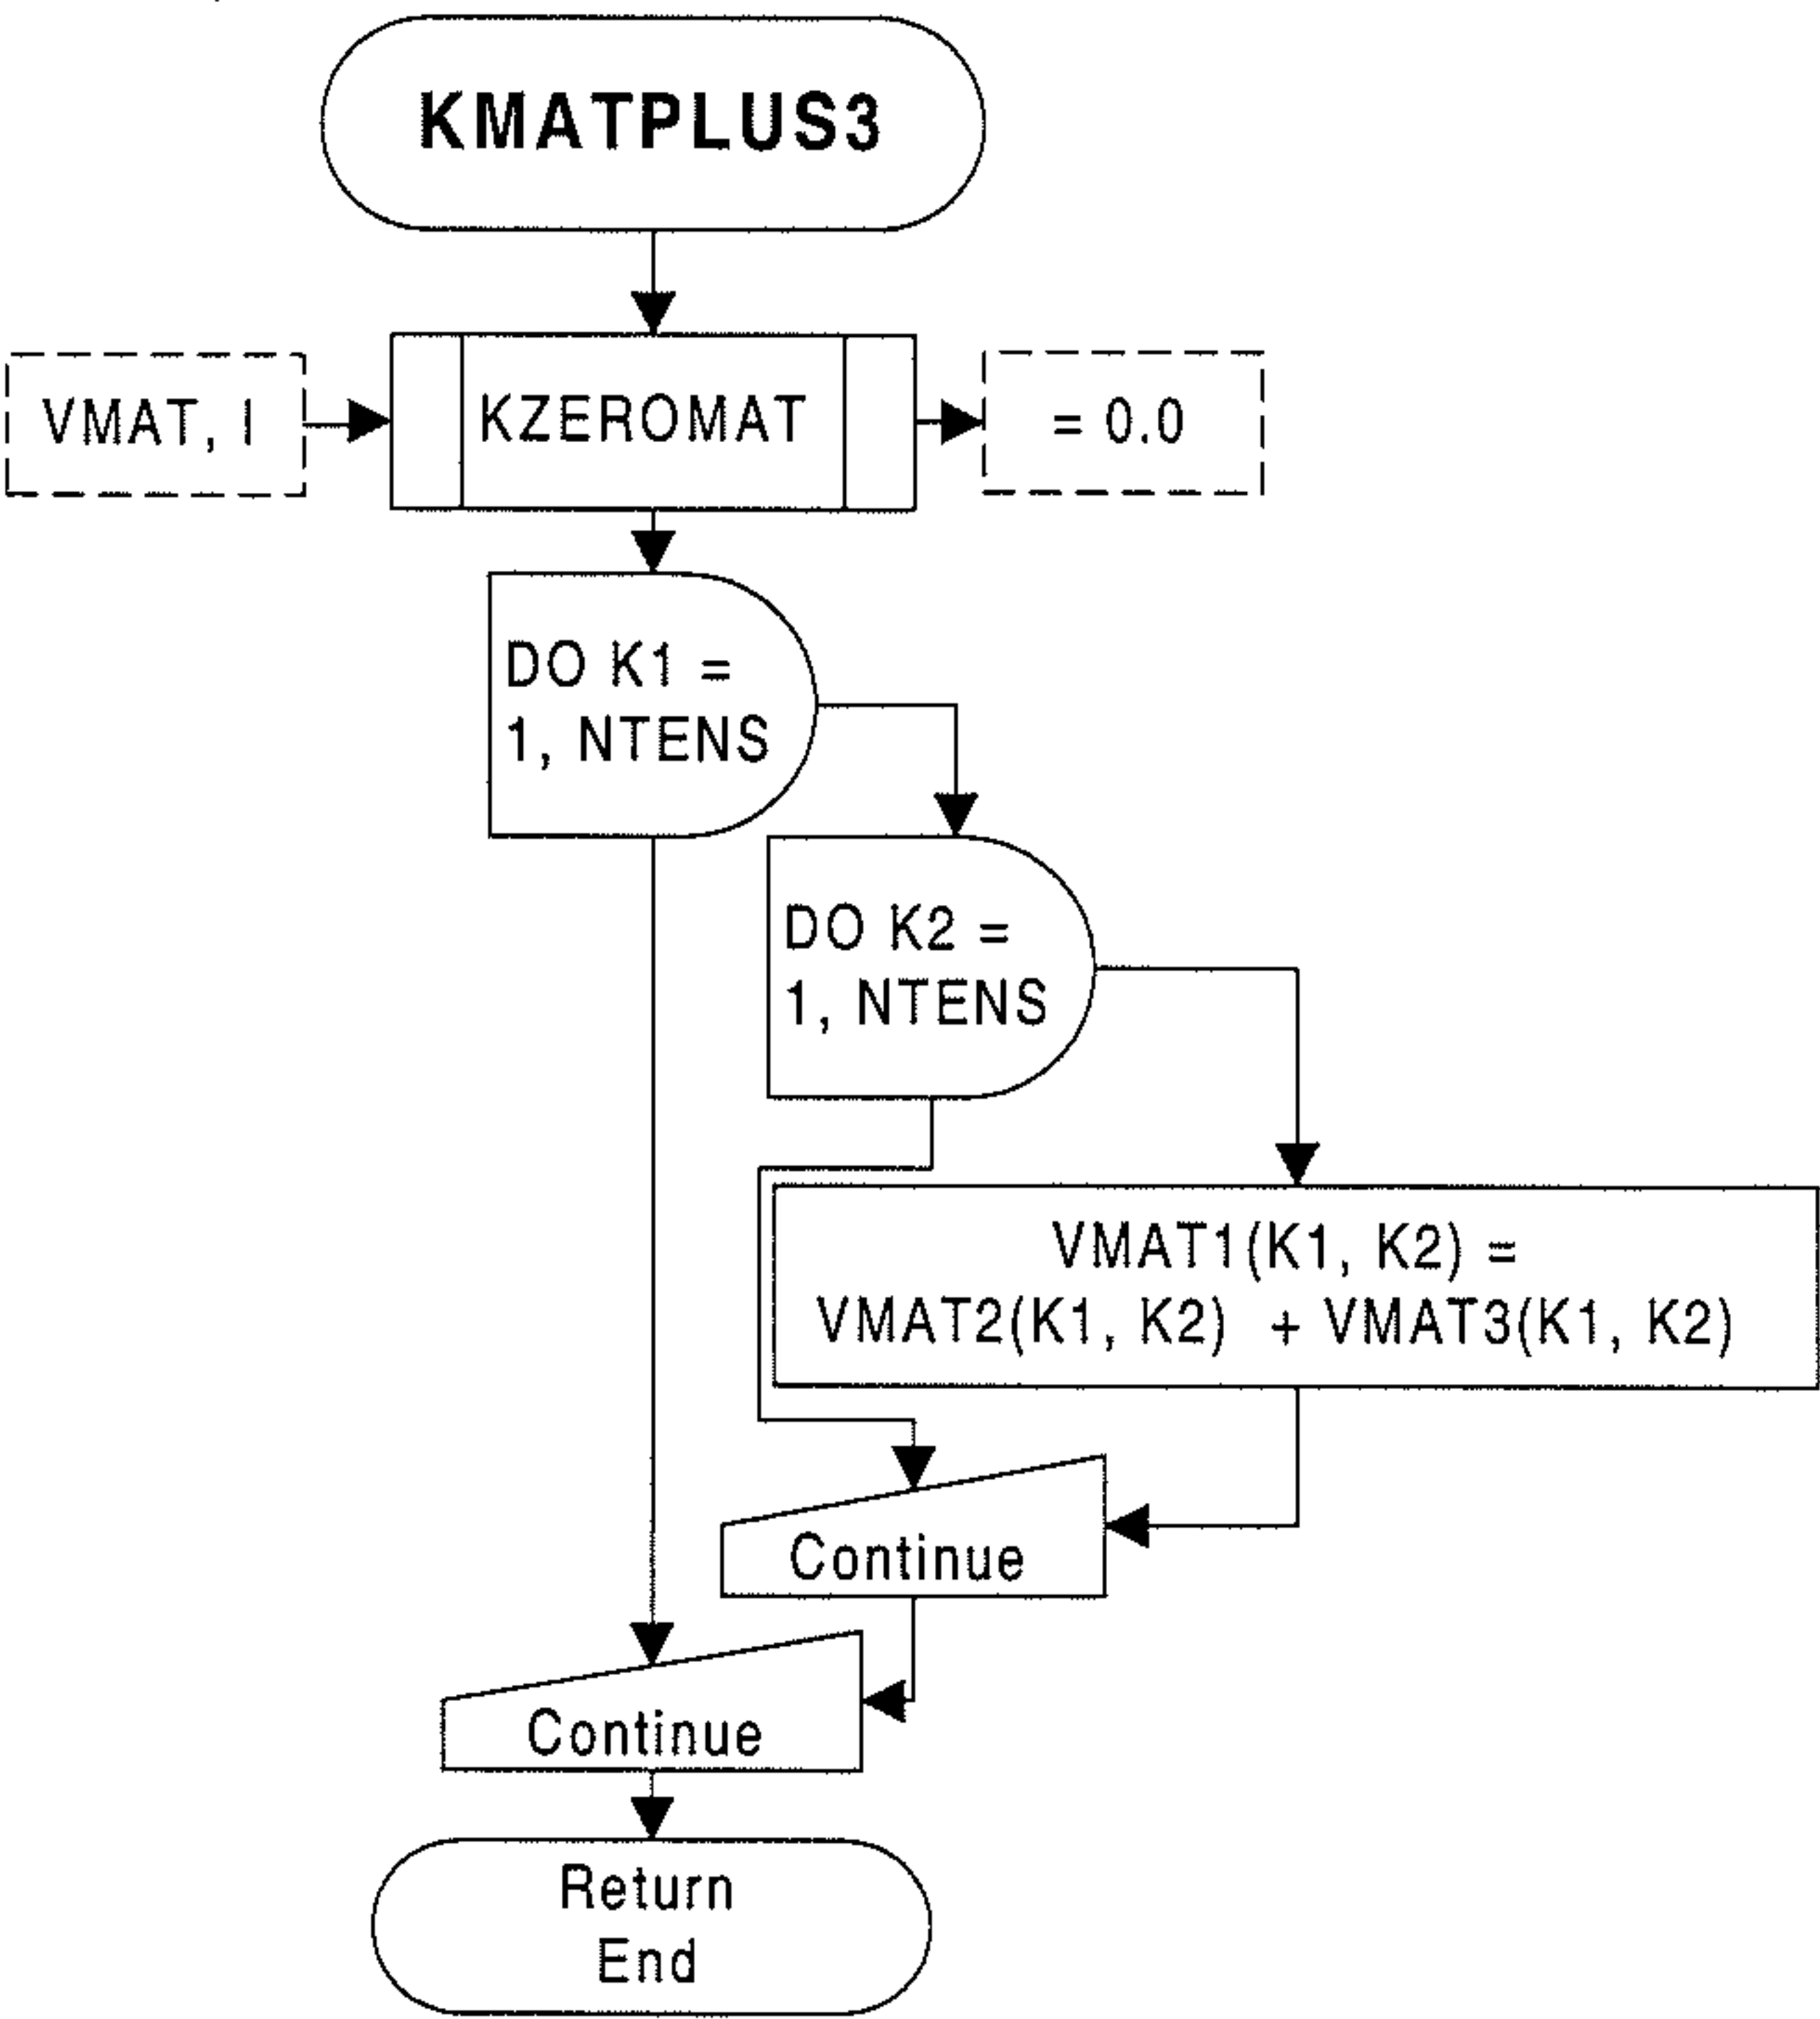 KMATPLUS3
VMAT, I
KZEROMAT
= 0.0
DO K1 =
1, NTENS
DO K2 =
1, NTENS
VMAT1(K1, K2) =
VMAT2(K1, K2) + VMAT3(K1, K2)
Continue
Continue
Return
End